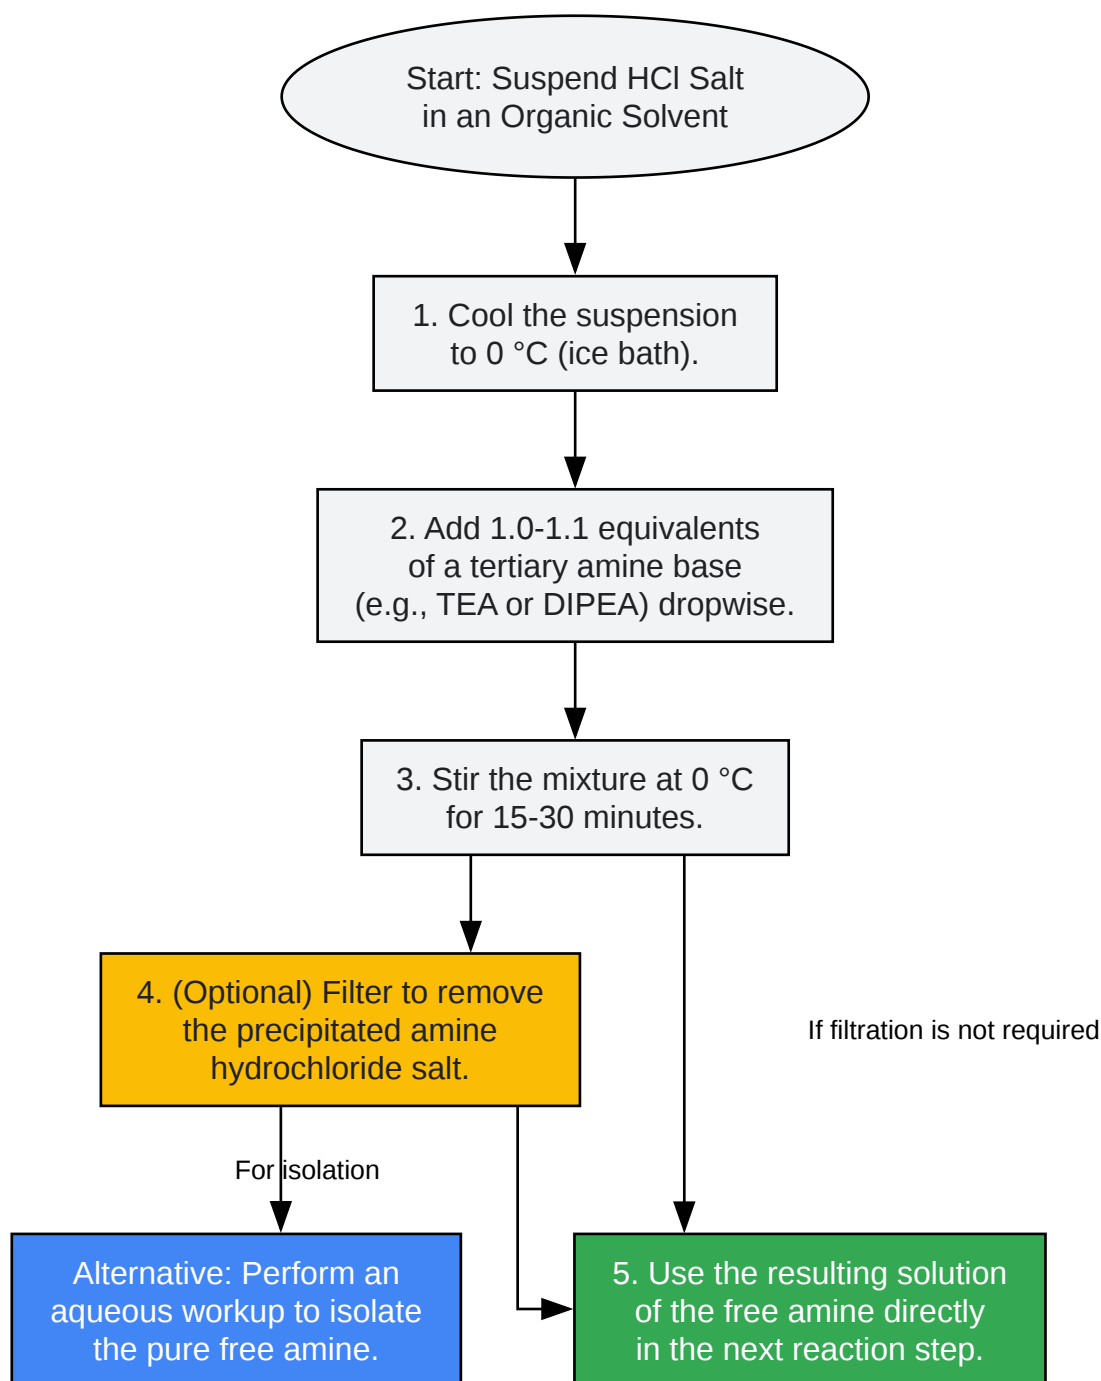 Start: Suspend HCl Salt
in an Organic Solvent
1. Cool the suspension
to 0 °C (ice bath).
2. Add 1.0-1.1 equivalents
of a tertiary amine base
(e.g., TEA or DIPEA) dropwise.
3. Stir the mixture at 0 °C
for 15-30 minutes.
4. (Optional) Filter to remove
the precipitated amine
hydrochloride salt.
If filtration is not required
For isolation
Alternative: Perform an
aqueous workup to isolate
the pure free amine.
5. Use the resulting solution
of the free amine directly
in the next reaction step.